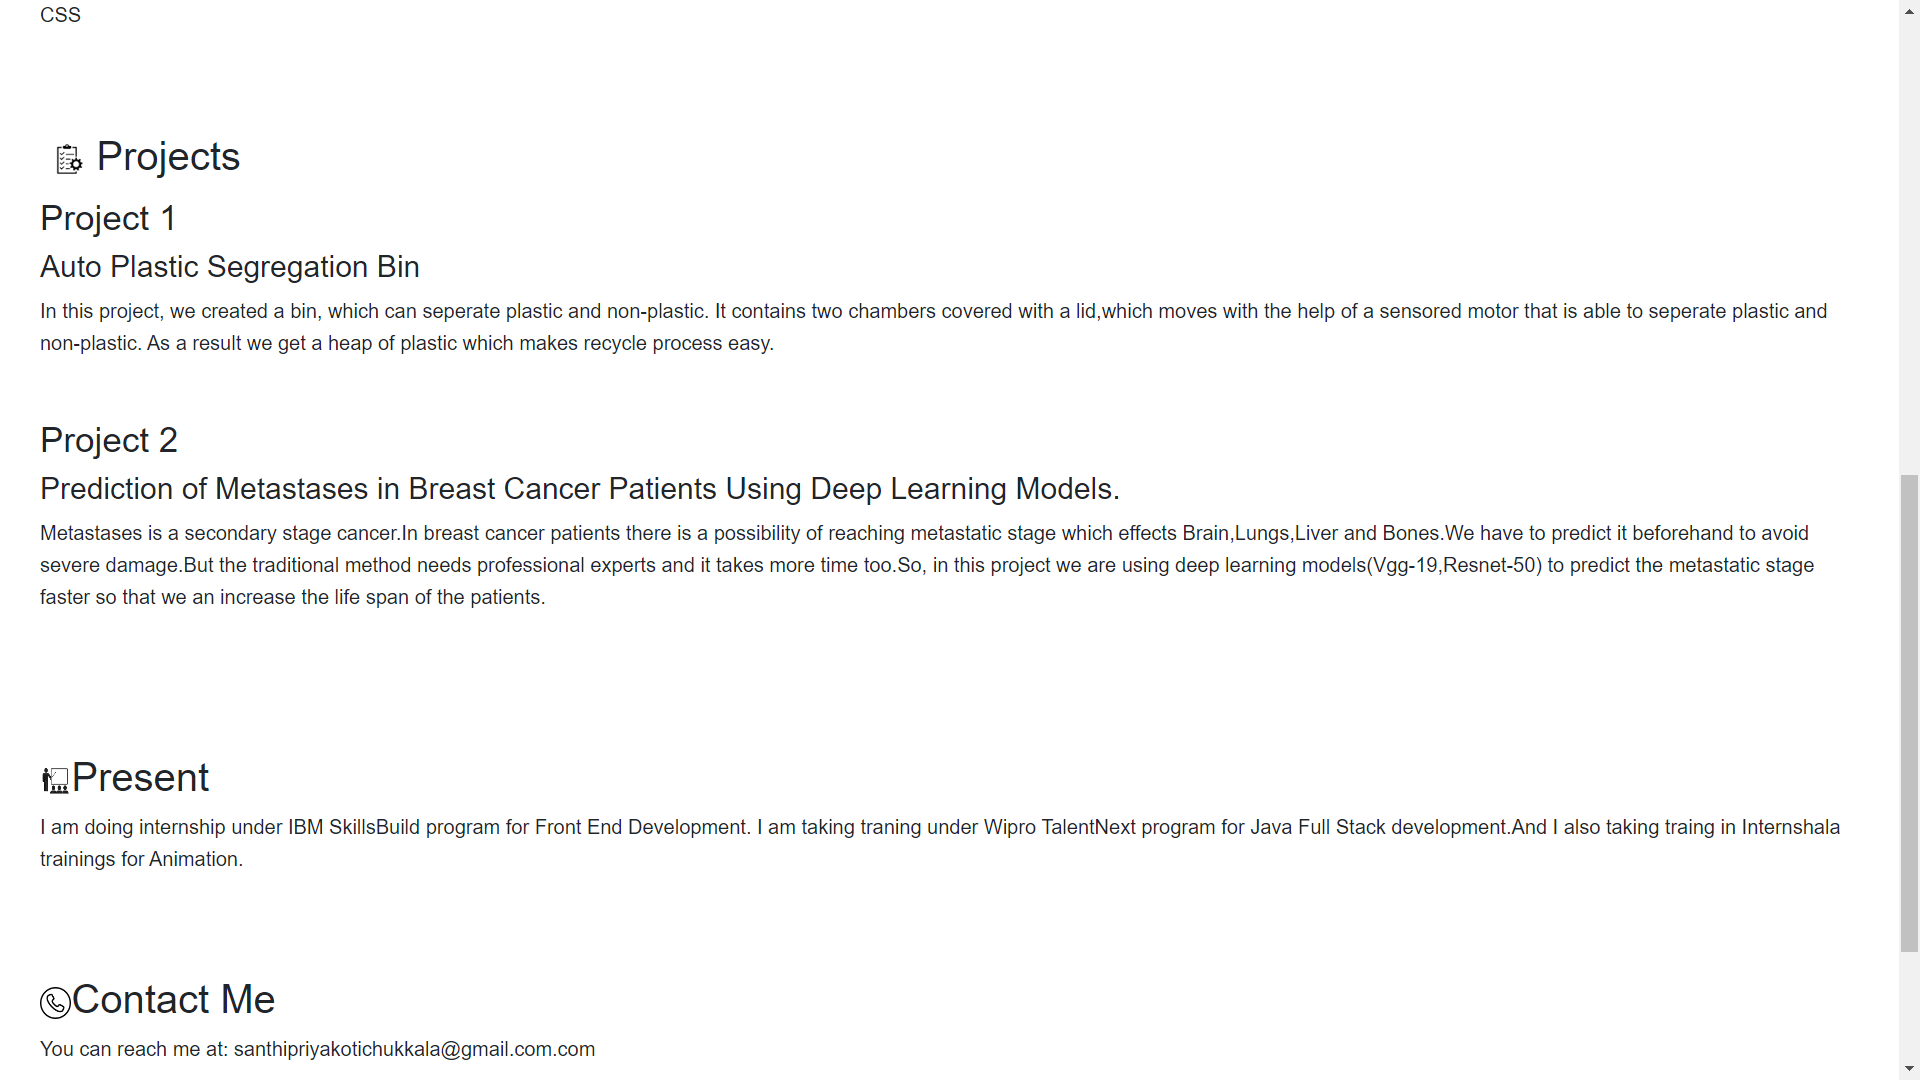 CSS
Projects
Project 1
Auto Plastic Segregation Bin
In this project, we created a bin, which can seperate plastic and non-plastic. It contains two chambers covered with a lid,which moves with the help of a sensored motor that is able to seperate plastic and
non-plastic. As a result we get a heap of plastic which makes recycle process easy.
Project 2
Prediction of Metastases in Breast Cancer Patients Using Deep Learning Models.
Metastases is a secondary stage cancer.In breast cancer patients there is a possibility of reaching metastatic stage which effects Brain,Lungs,Liver and Bones.We have to predict it beforehand to avoid
severe damage.But the traditional method needs professional experts and it takes more time too.So, in this project we are using deep learning models(Vgg-19,Resnet-50) to predict the metastatic stage
faster so that we an increase the life span of the patients.
Present
I am doing internship under IBM SkillsBuild program for Front End Development. I am taking traning under Wipro TalentNext program for Java Full Stack development.And I also taking traing in Internshala
trainings for Animation.
Contact Me
You can reach me at: santhipriyakotichukkala@gmail.com.com